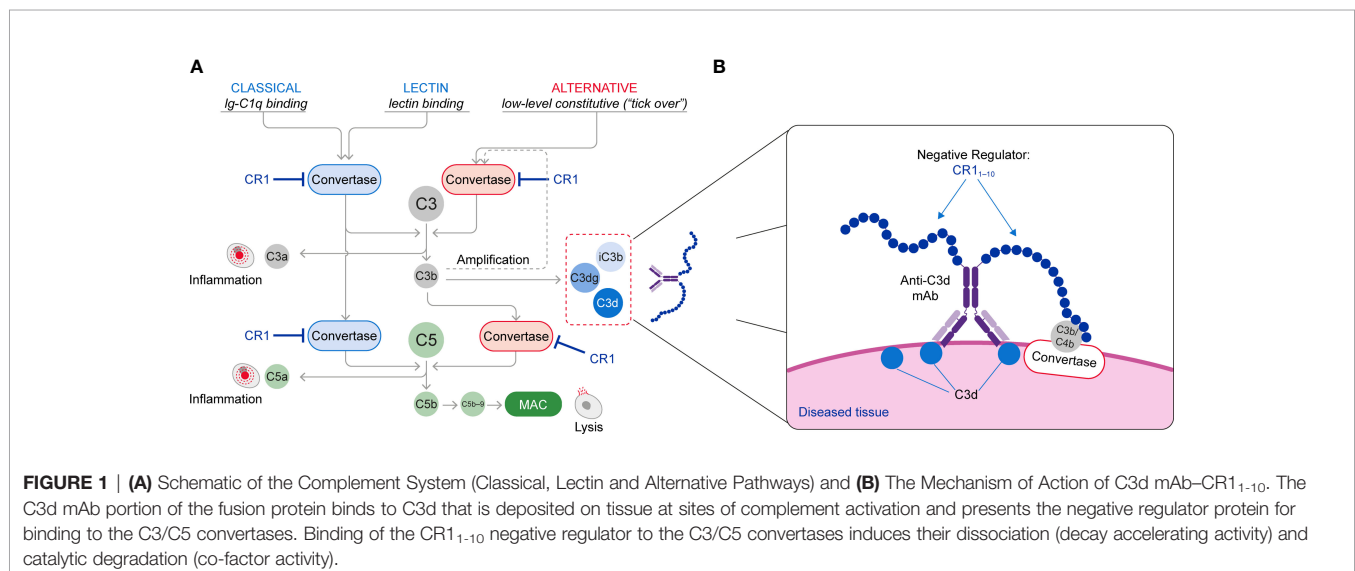 A
B
CLASSICAL
Ig-C1q binding
LECTIN
lectin binding
ALTERNATIVE
low-level constitutive (“tick over”)
CR1
Convertase
Convertase
CR1
C3
C3a
Inflammation
C3b
Amplification
iC3b
C3dg
C3d
CR1
Convertase
C5
Convertase
CR1
C5a
Inflammation
C5b
C5b–9
MAC
Lysis
Negative Regulator:
CR1₁₋₁₀
Anti-C3d
mAb
C3b/
C4b
Convertase
C3d
Diseased tissue
FIGURE 1 | (A) Schematic of the Complement System (Classical, Lectin and Alternative Pathways) and (B) The Mechanism of Action of C3d mAb–CR1₁₋₁₀. The
C3d mAb portion of the fusion protein binds to C3d that is deposited on tissue at sites of complement activation and presents the negative regulator protein for
binding to the C3/C5 convertases. Binding of the CR1₁₋₁₀ negative regulator to the C3/C5 convertases induces their dissociation (decay accelerating activity) and
catalytic degradation (co-factor activity).